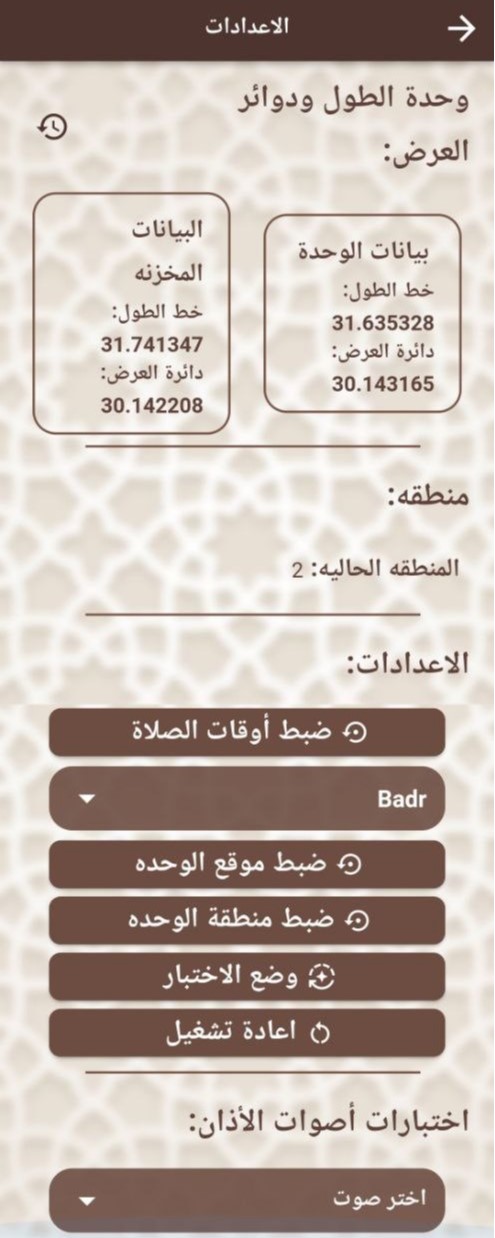 الاعدادات
وحدة الطول ودوائر
العرض:
بيانات الوحدة
خط الطول:
31.635328
دائرة العرض:
30.143165
البيانات
المخزنه
خط الطول:
31.741347
دائرة العرض:
30.142208
منطقه:
المنطقه الحاليه: 2
الاعدادات:
ضبط أوقات الصلاة
Badr
ضبط موقع الوحده
ضبط منطقة الوحده
وضع الاختبار
اعادة تشغيل
اختبارات أصوات الأذان:
اختر صوت